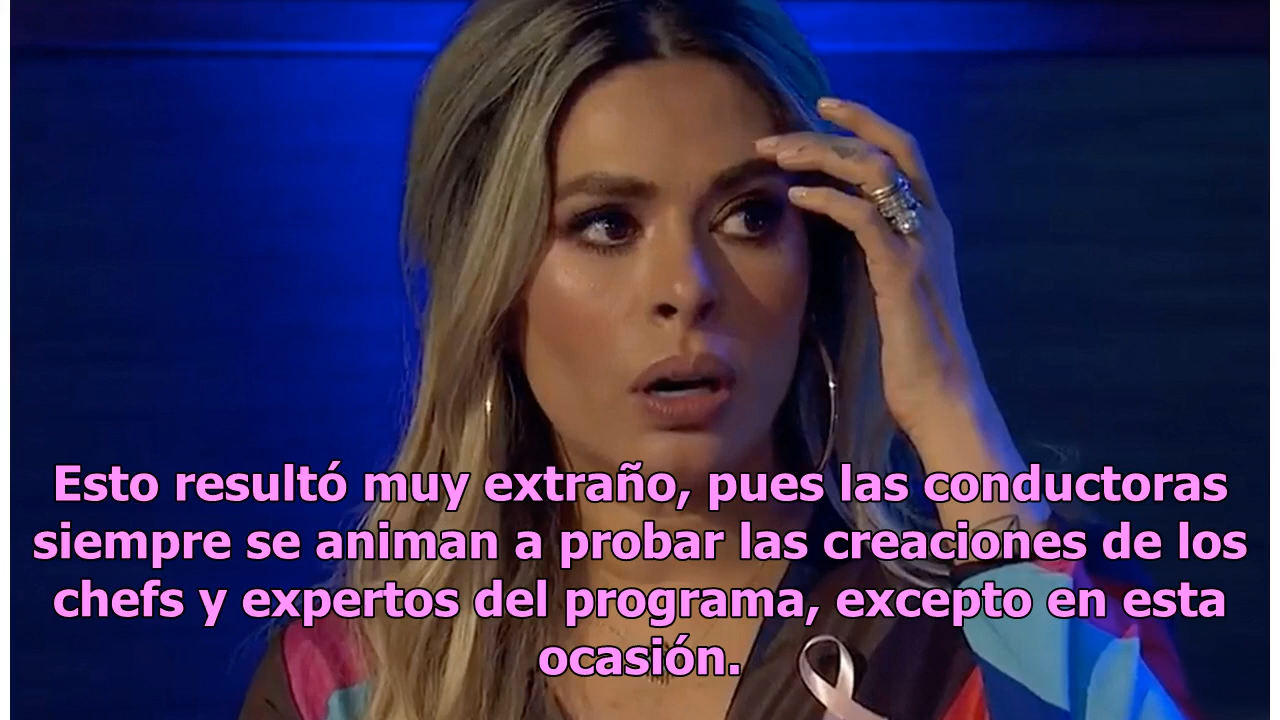 Esto resultó muy extraño, pues las conductoras
siempre se animan a probar las creaciones de los
chefs y expertos del programa, excepto en esta
ocasión.